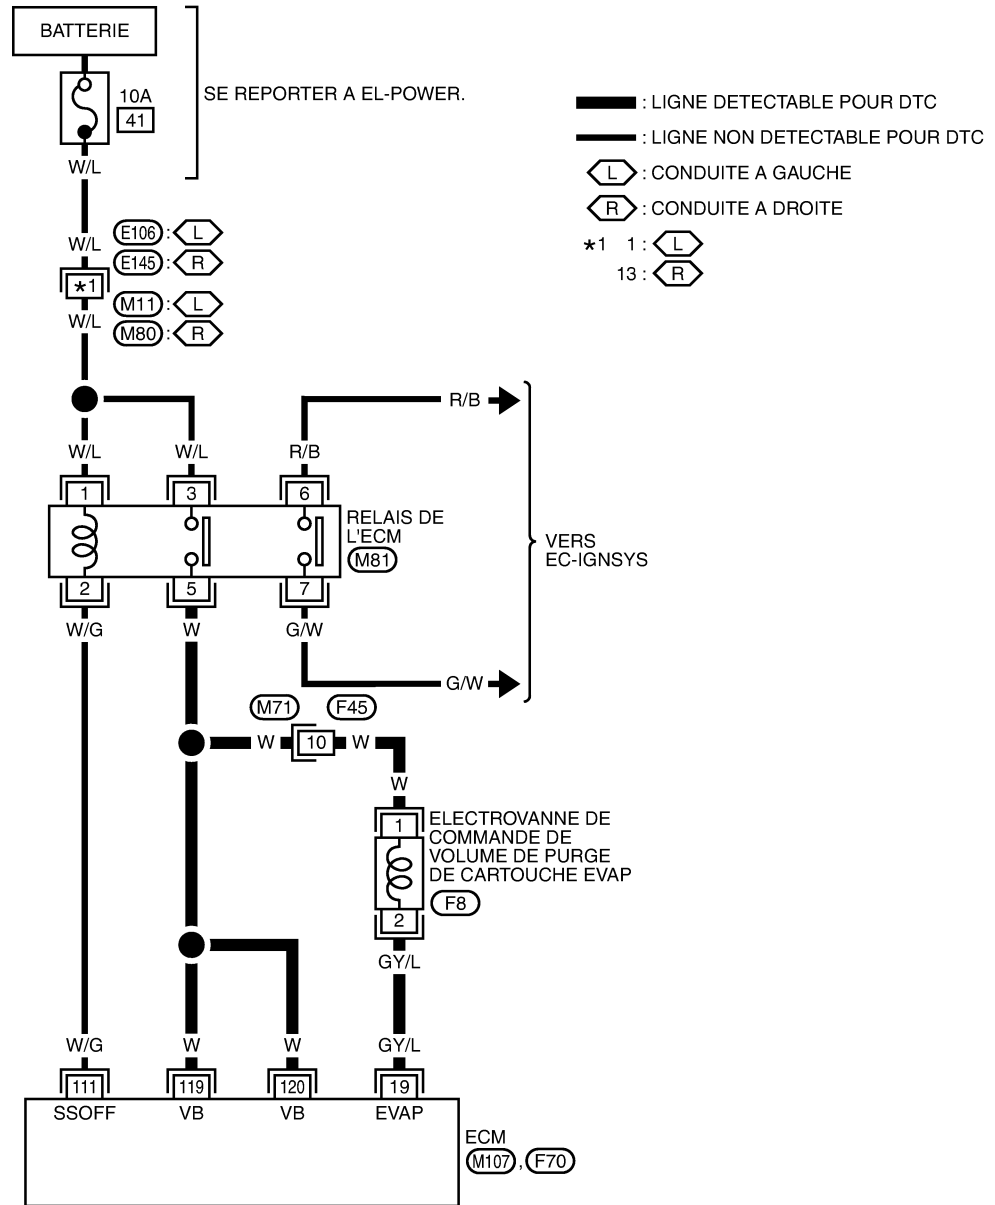 BATTERIE
10A
41
SE REPORTER A EL-POWER.
W/L
: LIGNE DETECTABLE POUR DTC
: LIGNE NON DETECTABLE POUR DTC
L : CONDUITE A GAUCHE
R : CONDUITE A DROITE
*1 1 : L
13 : R
W/L
E106 : L
E145 : R
*1
M11 : L
M80 : R
W/L
R/B
W/L W/L R/B
1 3 6
RELAIS DE
L'ECM
M81
VERS
EC-IGNSYS
2 5 7
W/G W G/W
G/W
M71 F45
W 10 W
W
1
ELECTROVANNE DE
COMMANDE DE
VOLUME DE PURGE
DE CARTOUCHE EVAP
F8
2
GY/L
W/G W W GY/L
111 119 120 19
SSOFF VB VB EVAP
ECM
M107 , F70